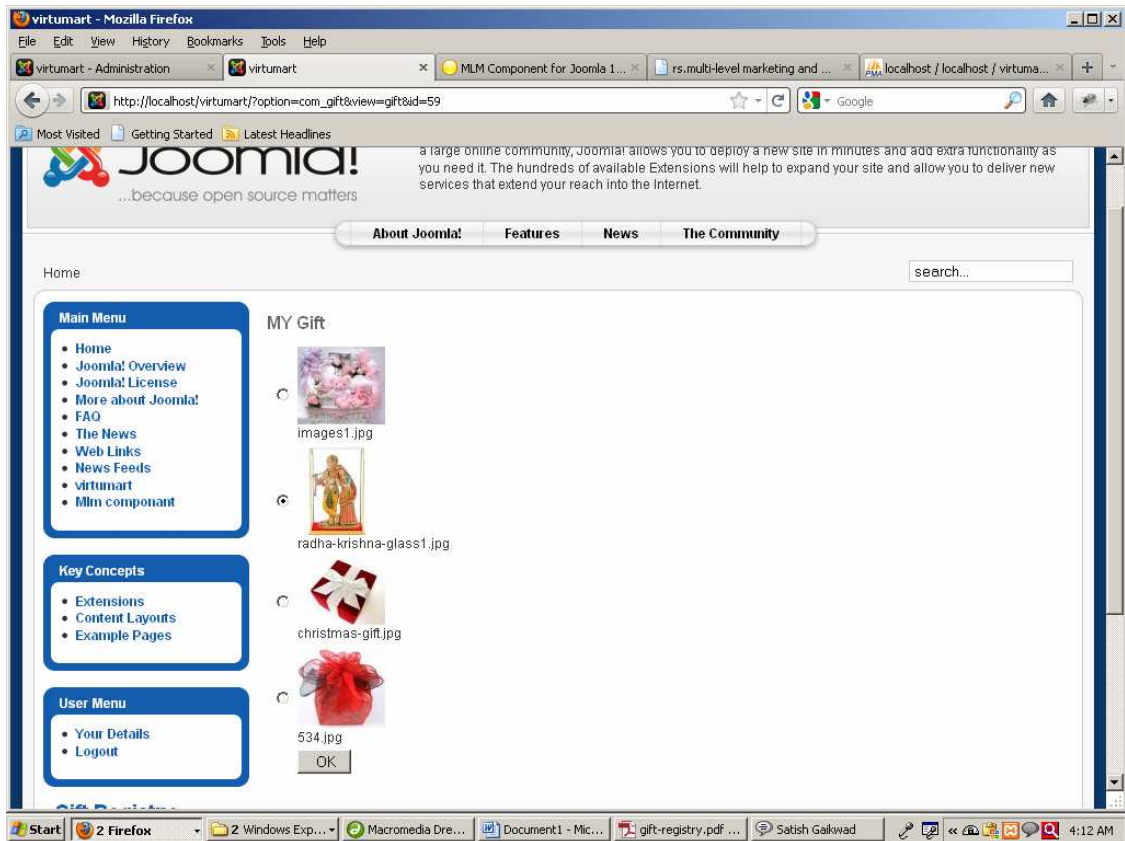 virtumart - Mozilla Firefox
File Edit View History Bookmarks Tools Help
virtumart - Administration
virtumart
MLM Component for Joomla 1...
rs.multi-level marketing and ...
localhost / localhost / virtuma...
http://localhost/virtumart/?option=com_gift&view=gift&id=59
Google
Most Visited Getting Started Latest Headlines
Joomla!
...because open source matters
a large online community, Joomla! allows you to deploy a new site in minutes and add extra functionality as
you need it. The hundreds of available Extensions will help to expand your site and allow you to deliver new
services that extend your reach into the Internet.
About Joomla! Features News The Community
Home
search...
Main Menu
Home
Joomla! Overview
Joomla! License
More about Joomla!
FAQ
The News
Web Links
News Feeds
virtumart
Mlm componant
Key Concepts
Extensions
Content Layouts
Example Pages
User Menu
Your Details
Logout
MY Gift
images1.jpg
radha-krishna-glass1.jpg
christmas-gift.jpg
534.jpg
OK
Start
2 Firefox
2 Windows Exp...
Macromedia Dre...
Document1 - Mic...
gift-registry.pdf ...
Satish Gaikwad
4:12 AM